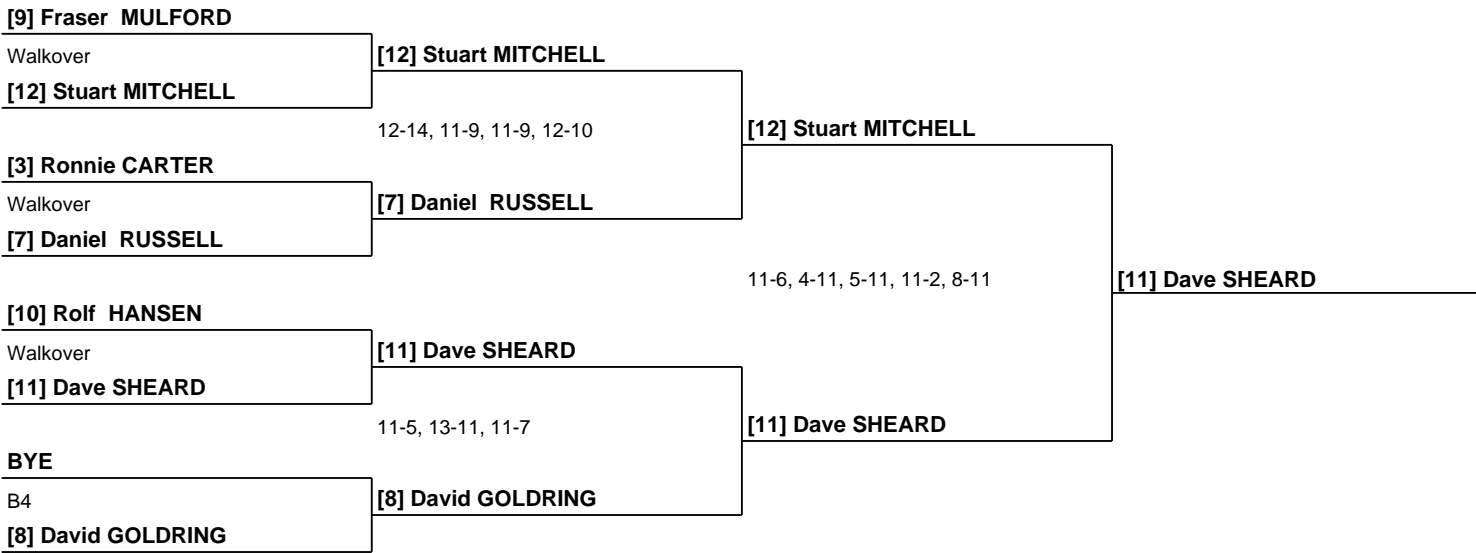 [9] Fraser  MULFORD
Walkover
[12] Stuart MITCHELL
[12] Stuart MITCHELL
12-14, 11-9, 11-9, 12-10
[12] Stuart MITCHELL
[3] Ronnie CARTER
Walkover
[7] Daniel  RUSSELL
[7] Daniel  RUSSELL
11-6, 4-11, 5-11, 11-2, 8-11
[11] Dave SHEARD
[10] Rolf  HANSEN
Walkover
[11] Dave SHEARD
[11] Dave SHEARD
11-5, 13-11, 11-7
[11] Dave SHEARD
BYE
B4
[8] David GOLDRING
[8] David GOLDRING